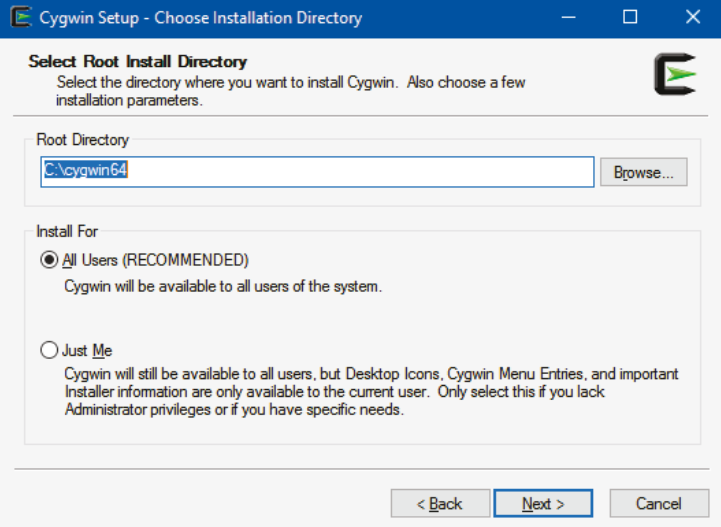 Cygwin Setup - Choose Installation Directory
Select Root Install Directory
Select the directory where you want to install Cygwin. Also choose a few
installation parameters.
Root Directory
C:\cygwin64
Browse...
Install For
All Users (RECOMMENDED)
Cygwin will be available to all users of the system.
Just Me
Cygwin will still be available to all users, but Desktop Icons, Cygwin Menu Entries, and important
Installer information are only available to the current user. Only select this if you lack
Administrator privileges or if you have specific needs.
< Back Next > Cancel